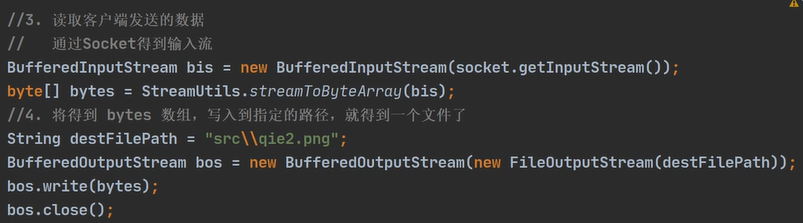 //3. 读取客户端发送的数据
//   通过Socket得到输入流
BufferedInputStream bis = new BufferedInputStream(socket.getInputStream());
byte[] bytes = StreamUtils.streamToByteArray(bis);
//4. 将得到 bytes 数组，写入到指定的路径，就得到一个文件了
String destFilePath = "src\\qie2.png";
BufferedOutputStream bos = new BufferedOutputStream(new FileOutputStream(destFilePath));
bos.write(bytes);
bos.close();